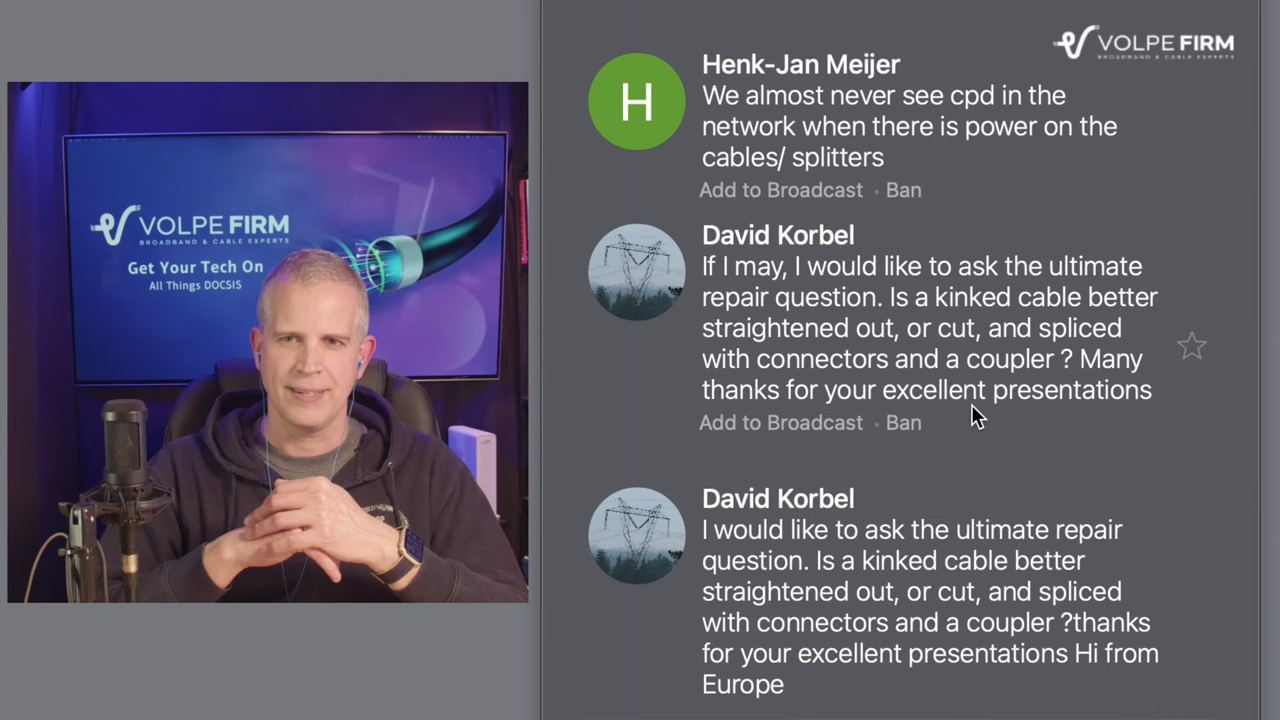 VOLPE FIRM
BROADBAND & CABLE EXPERTS
Get Your Tech On
All Things DOCSIS
VOLPE FIRM
BROADBAND & CABLE EXPERTS
H
Henk-Jan Meijer
We almost never see cpd in the
network when there is power on the
cables/ splitters
Add to Broadcast • Ban
David Korbel
If I may, I would like to ask the ultimate
repair question. Is a kinked cable better
straightened out, or cut, and spliced
with connectors and a coupler ? Many
thanks for your excellent presentations
Add to Broadcast • Ban
David Korbel
I would like to ask the ultimate repair
question. Is a kinked cable better
straightened out, or cut, and spliced
with connectors and a coupler ?thanks
for your excellent presentations Hi from
Europe